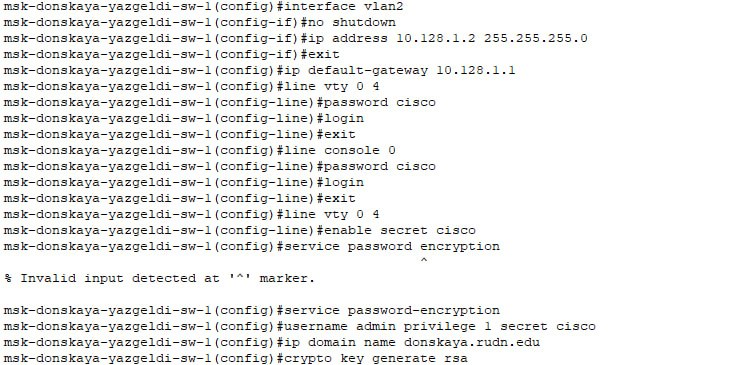 msk-donskaya-yazgeldi-sw-1(config)#interface vlan2
msk-donskaya-yazgeldi-sw-1(config-if)#no shutdown
msk-donskaya-yazgeldi-sw-1(config-if)#ip address 10.128.1.2 255.255.255.0
msk-donskaya-yazgeldi-sw-1(config-if)#exit
msk-donskaya-yazgeldi-sw-1(config)#ip default-gateway 10.128.1.1
msk-donskaya-yazgeldi-sw-1(config)#line vty 0 4
msk-donskaya-yazgeldi-sw-1(config-line)#password cisco
msk-donskaya-yazgeldi-sw-1(config-line)#login
msk-donskaya-yazgeldi-sw-1(config-line)#exit
msk-donskaya-yazgeldi-sw-1(config)#line console 0
msk-donskaya-yazgeldi-sw-1(config-line)#password cisco
msk-donskaya-yazgeldi-sw-1(config-line)#login
msk-donskaya-yazgeldi-sw-1(config-line)#exit
msk-donskaya-yazgeldi-sw-1(config)#line vty 0 4
msk-donskaya-yazgeldi-sw-1(config-line)#enable secret cisco
msk-donskaya-yazgeldi-sw-1(config)#service password encryption
^
% Invalid input detected at '^' marker.
msk-donskaya-yazgeldi-sw-1(config)#service password-encryption
msk-donskaya-yazgeldi-sw-1(config)#username admin privilege 1 secret cisco
msk-donskaya-yazgeldi-sw-1(config)#ip domain name donskaya.rudn.edu
msk-donskaya-yazgeldi-sw-1(config)#crypto key generate rsa